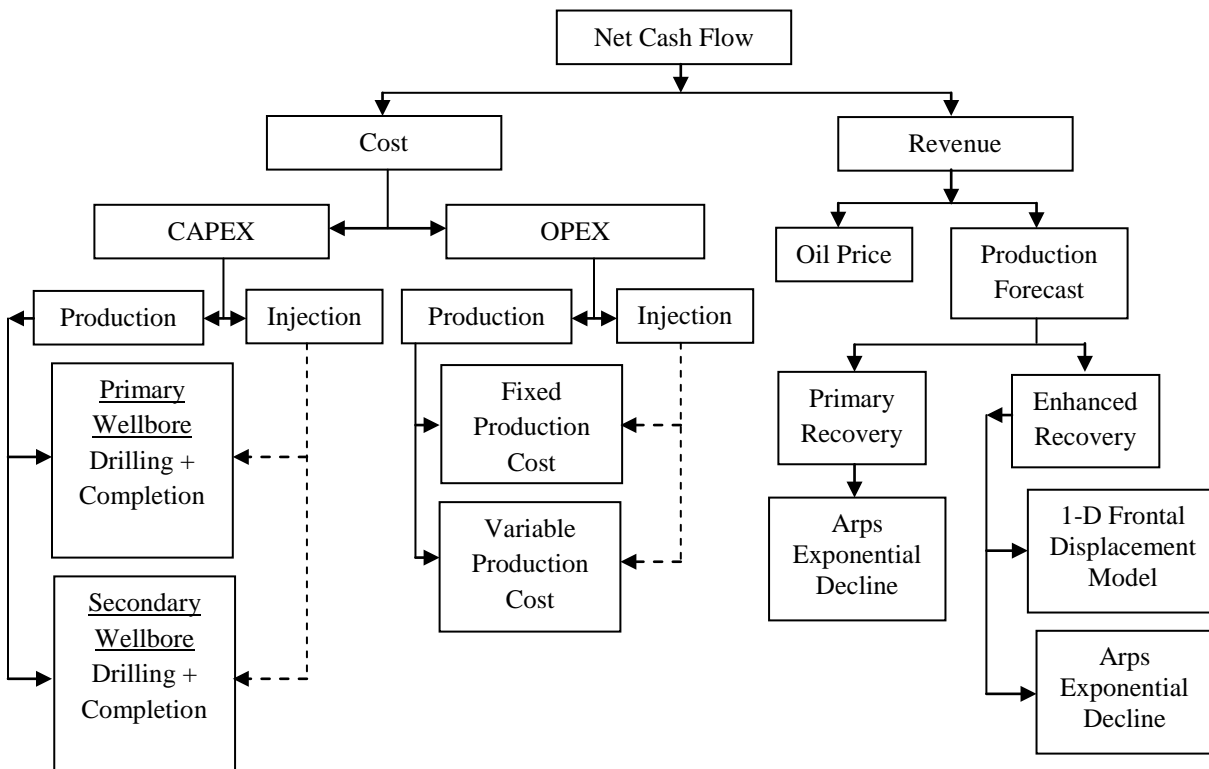 Net Cash Flow
Cost
Revenue
CAPEX
OPEX
Oil Price
Production
Forecast
Production
Injection
Production
Injection
Primary
Wellbore
Drilling +
Completion
Secondary
Wellbore
Drilling +
Completion
Fixed
Production
Cost
Variable
Production
Cost
Primary
Recovery
Enhanced
Recovery
Arps
Exponential
Decline
1-D Frontal
Displacement
Model
Arps
Exponential
Decline